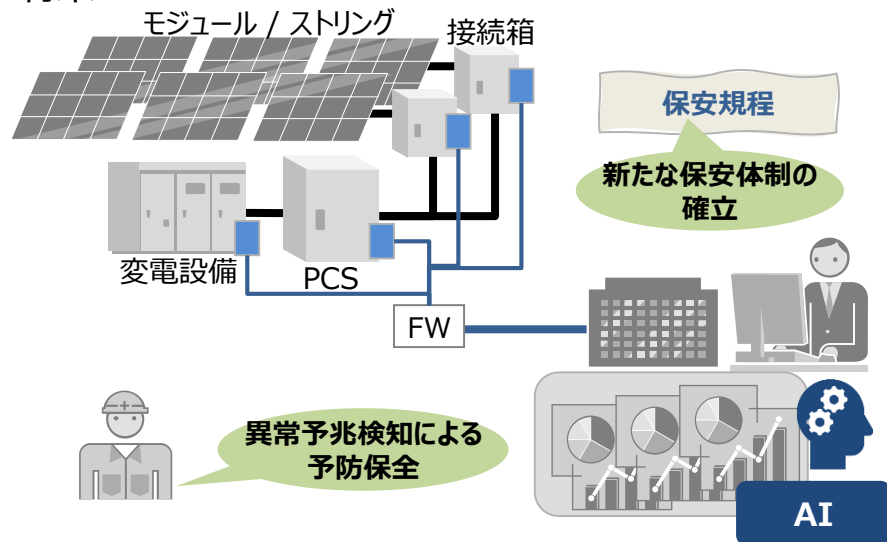 モジュール / ストリング
接続箱
保安規程
新たな保安体制の
確立
変電設備
PCS
FW
異常予兆検知による
予防保全
AI